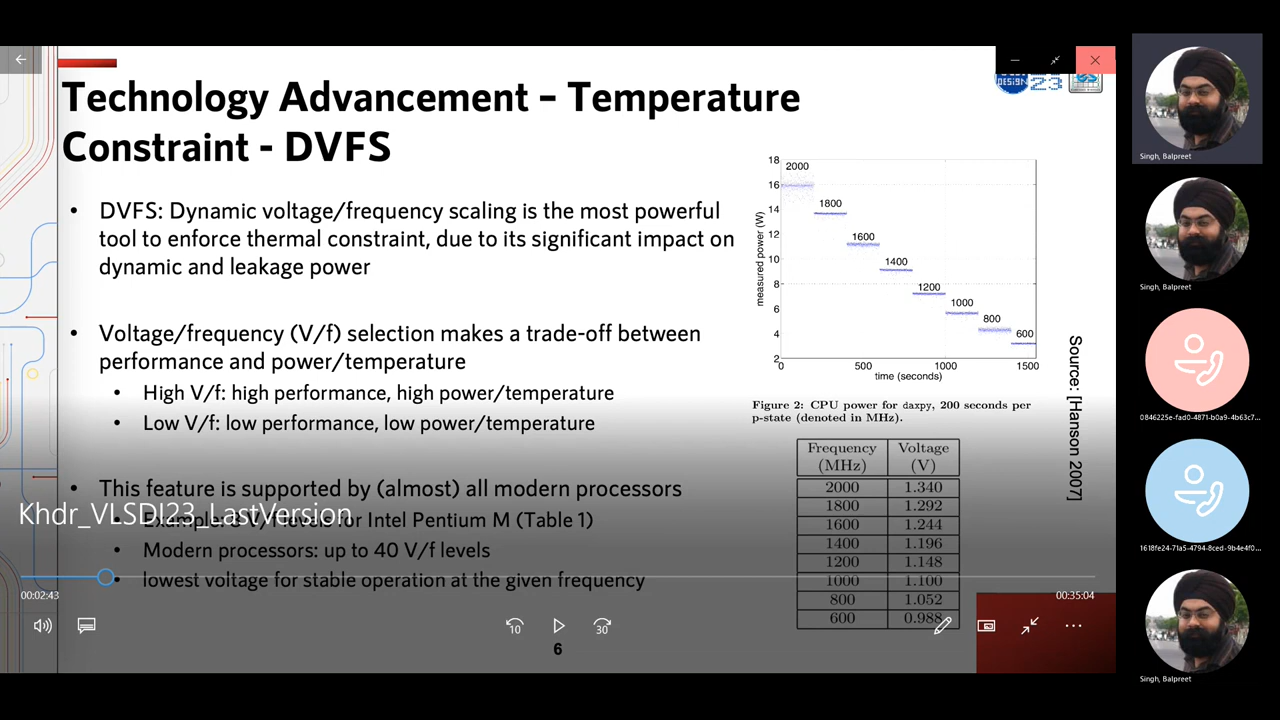 Technology Advancement – Temperature
Constraint - DVFS
DESIGN
23
• DVFS: Dynamic voltage/frequency scaling is the most powerful
tool to enforce thermal constraint, due to its significant impact on
dynamic and leakage power
• Voltage/frequency (V/f) selection makes a trade-off between
performance and power/temperature
• High V/f: high performance, high power/temperature
• Low V/f: low performance, low power/temperature
• This feature is supported by (almost) all modern processors
• V/f levels for Intel Pentium M (Table 1)
• Modern processors: up to 40 V/f levels
• lowest voltage for stable operation at the given frequency
Khdr_VLSDI23_LastVersion
measured power (W)
18
16
14
12
10
8
6
4
2
2000
1800
1600
1400
1200
1000
800
600
0
500
1000
1500
time (seconds)
Figure 2: CPU power for daxpy, 200 seconds per
p-state (denoted in MHz).
Source: [Hanson 2007]
Frequency (MHz) Voltage (V)
2000 1.340
1800 1.292
1600 1.244
1400 1.196
1200 1.148
1000 1.100
800 1.052
600 0.988
00:02:43
00:35:04
10
30
6
Singh, Balpreet
Singh, Balpreet
0846225e-fad0-4871-b0a9-4b63c7...
1618fe24-71a5-4794-8ced-9b4e4f0...
Singh, Balpreet